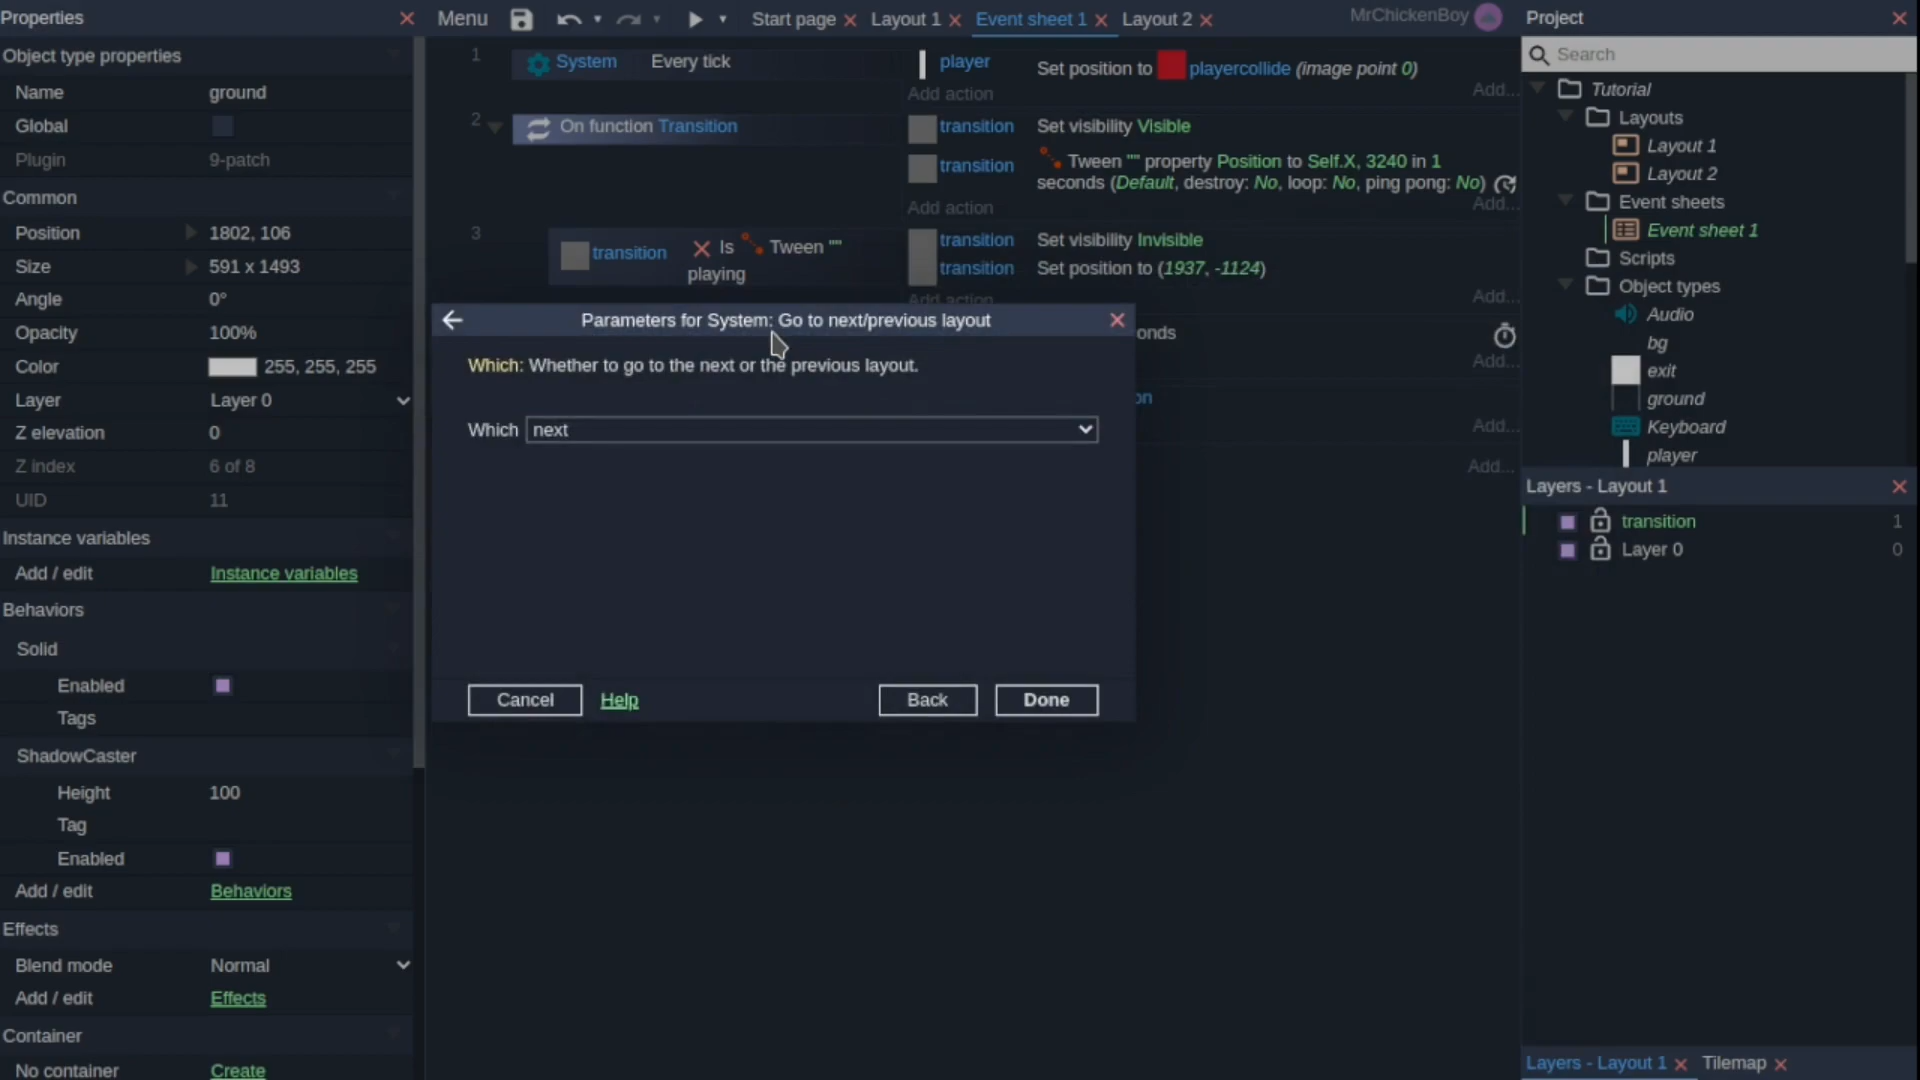 Properties
Menu
Start page
Layout 1
Event sheet 1
Layout 2
MrChickenBoy
Project
Object type properties
Name ground
Global
Plugin 9-patch
Common
Position 1802, 106
Size 591 x 1493
Angle 0°
Opacity 100%
Color 255, 255, 255
Layer Layer 0
Z elevation 0
Z index 6 of 8
UID 11
Instance variables
Add / edit Instance variables
Behaviors
Solid
Enabled
Tags
ShadowCaster
Height 100
Tag
Enabled
Add / edit Behaviors
Effects
Blend mode Normal
Add / edit Effects
Container
No container Create
1 System Every tick
player Set position to playercollide (image point 0)
Add action Add...
2 On function Transition
transition Set visibility Visible
transition Tween "" property Position to Self.X, 3240 in 1
seconds (Default, destroy: No, loop: No, ping pong: No)
Add action Add...
3 transition Is Tween ""
playing
transition Set visibility Invisible
transition Set position to (1937, -1124)
Add action Add...
onds
Add...
on
Add...
Add...
Parameters for System: Go to next/previous layout
Which: Whether to go to the next or the previous layout.
Which next
Cancel Help Back Done
Search
Tutorial
Layouts
Layout 1
Layout 2
Event sheets
Event sheet 1
Scripts
Object types
Audio
bg
exit
ground
Keyboard
player
Layers - Layout 1
transition 1
Layer 0 0
Layers - Layout 1 Tilemap